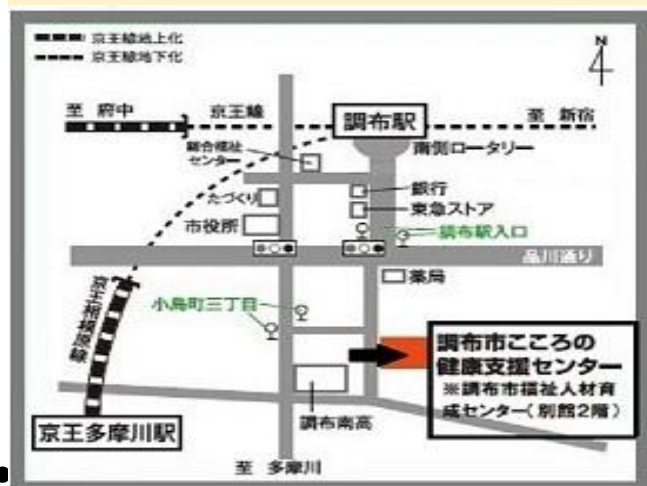 京王線地上化
京王線地下化
N
至 府中
京王線
調布駅
至 新宿
総合福祉
センター
南側ロータリー
銀行
たづくり
東急ストア
市役所
調布駅入口
品川通り
薬局
京王相模原線
小島町三丁目
調布市こころの
健康支援センター
※調布市福祉人材育
成センター(別館2階)
調布南高
京王多摩川駅
至 多摩川